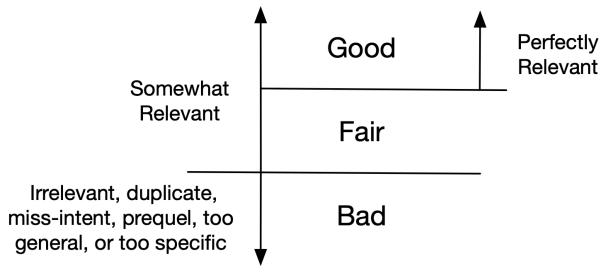 Good
Perfectly
Relevant
Somewhat
Relevant
Fair
Irrelevant, duplicate,
miss-intent, prequel, too
general, or too specific
Bad